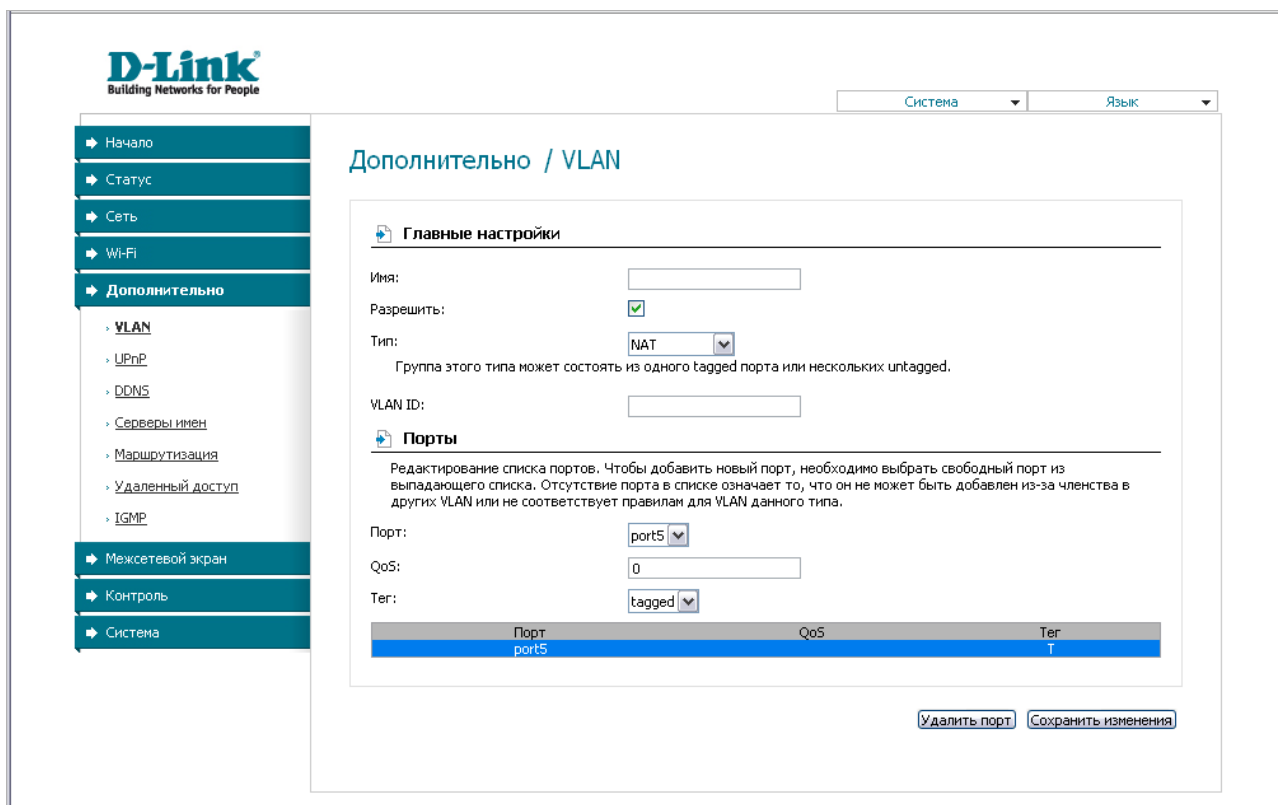 D-Link
Building Networks for People
Система
Язык
Начало
Статус
Сеть
Wi-Fi
Дополнительно
VLAN
UPnP
DDNS
Серверы имен
Маршрутизация
Удаленный доступ
IGMP
Межсетевой экран
Контроль
Система
Дополнительно / VLAN
Главные настройки
Имя:
Разрешить:
Тип:
NAT
Группа этого типа может состоять из одного tagged порта или нескольких untagged.
VLAN ID:
Порты
Редактирование списка портов. Чтобы добавить новый порт, необходимо выбрать свободный порт из
выпадающего списка. Отсутствие порта в списке означает то, что он не может быть добавлен из-за членства в
других VLAN или не соответствует правилам для VLAN данного типа.
Порт:
port5
QoS:
0
Тег:
tagged
Порт QoS Тег
port5 T
Удалить порт Сохранить изменения